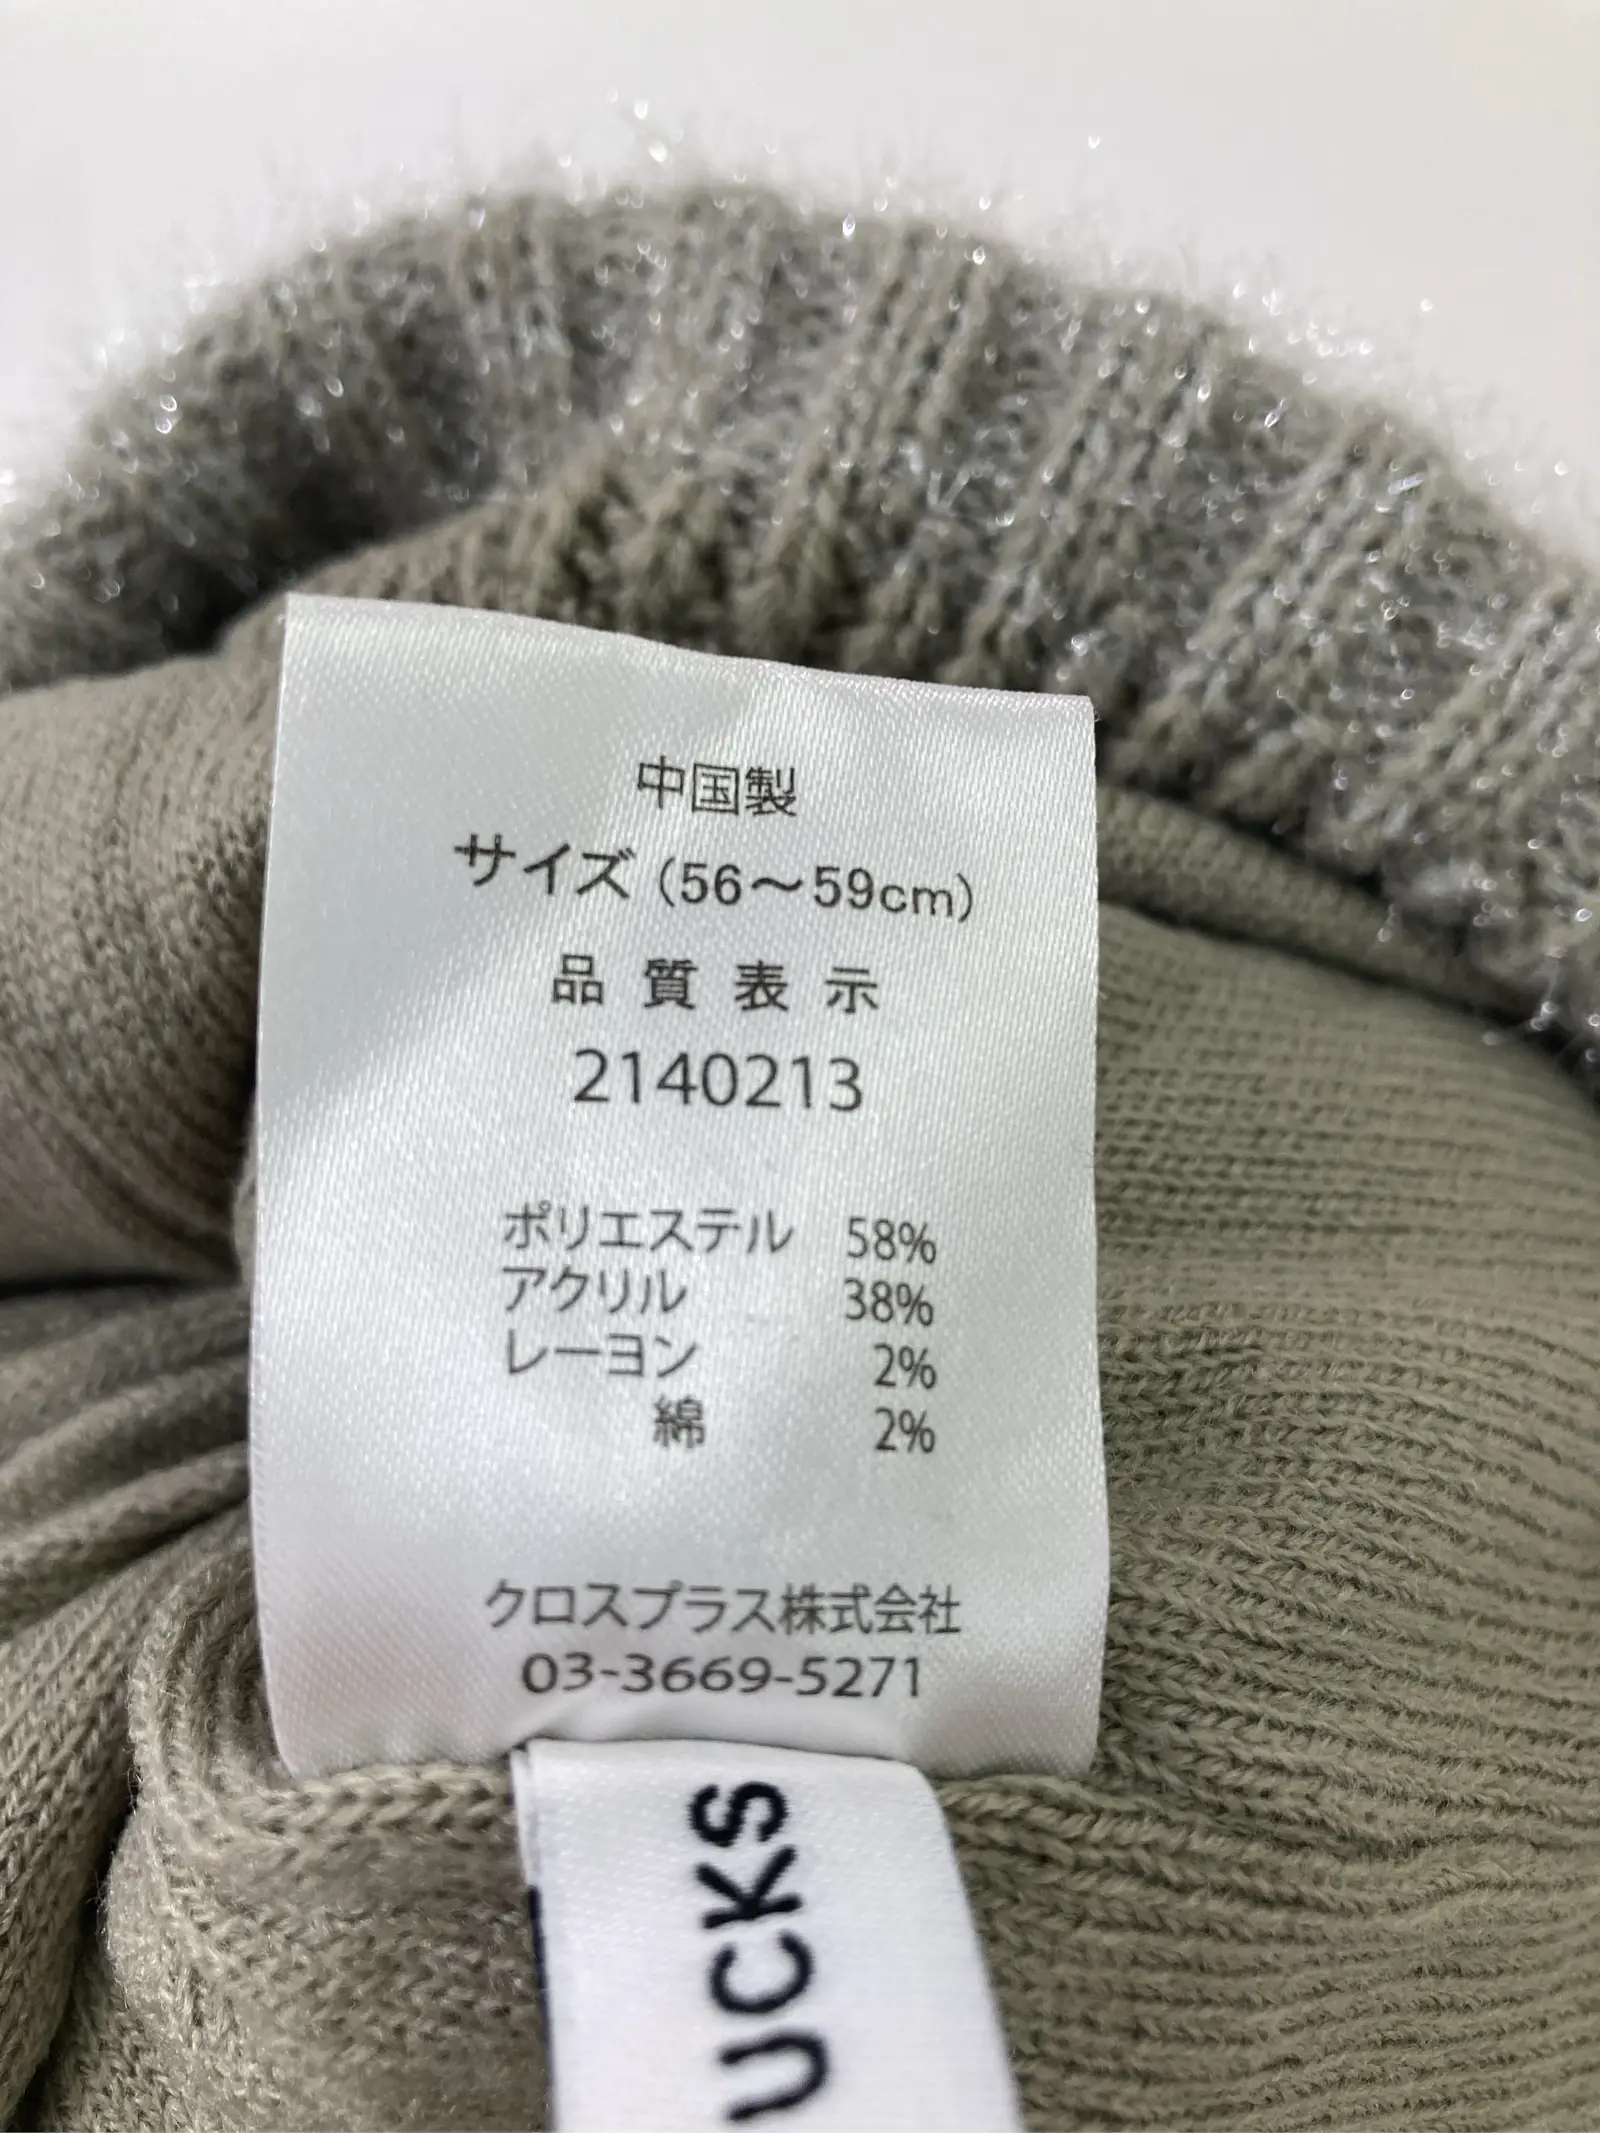 中国製
サイズ（56～59cm）
品質表示
2140213
ポリエステル 58%
アクリル 38%
レーヨン 2%
綿 2%
クロスプラス株式会社
03-3669-5271
UCKS